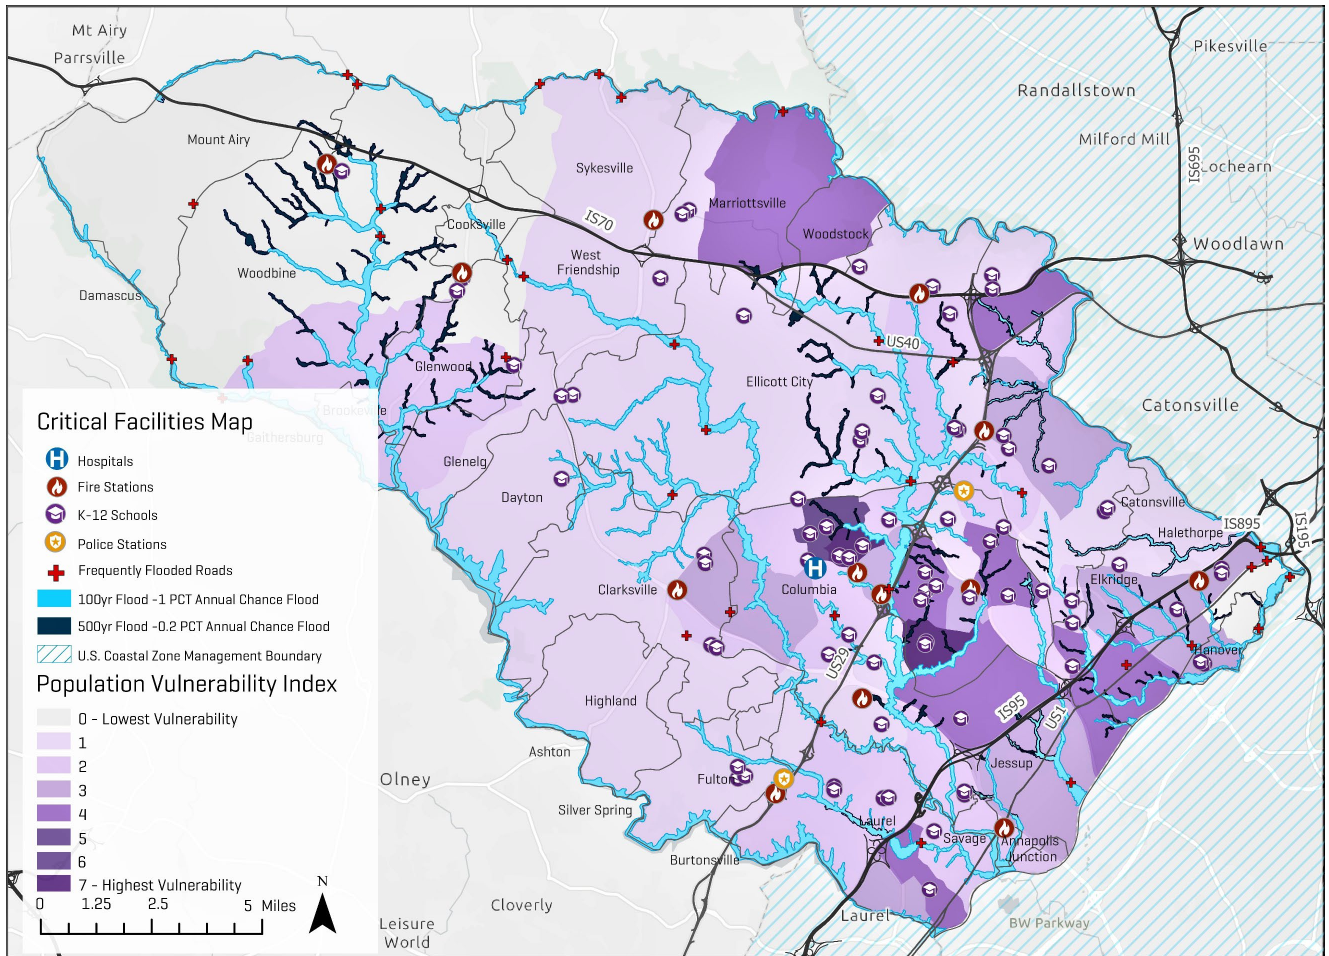 Mt Airy
Parrsville
Pikesville
Randallstown
Milford Mill
IS695
Lochearn
Mount Airy
Sykesville
Marriottsville
Woodstock
Cooksville
IS70
Woodlawn
West
Friendship
Woodbine
Damascus
US40
Glenwood
Ellicott City
Catonsville
Brookeville
Gaithersburg
Glenelg
Dayton
Catonsville
Halethorpe
IS895
IS195
Elkridge
Clarksville
Columbia
Hanover
US29
Highland
IS95
US1
Ashton
Jessup
Olney
Fulton
Silver Spring
Laurel
Savage
Annapolis
Junction
Burtonsville
Cloverly
Laurel
Leisure
World
BW Parkway
Critical Facilities Map
Hospitals
Fire Stations
K-12 Schools
Police Stations
Frequently Flooded Roads
100yr Flood -1 PCT Annual Chance Flood
500yr Flood -0.2 PCT Annual Chance Flood
U.S. Coastal Zone Management Boundary
Population Vulnerability Index
0 - Lowest Vulnerability
1
2
3
4
5
6
7 - Highest Vulnerability
0 1.25 2.5 5 Miles
N